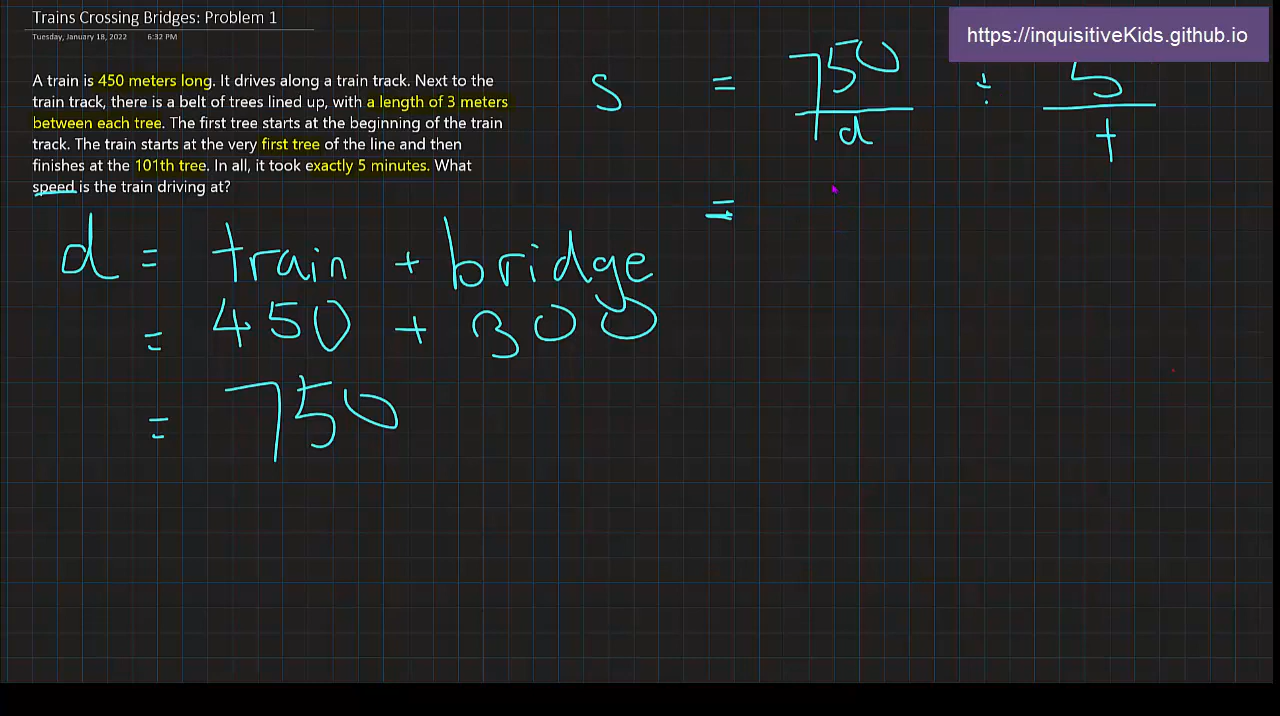 Trains Crossing Bridges: Problem 1
Tuesday, January 18, 2022 6:32 PM
https://inquisitiveKids.github.io
A train is 450 meters long. It drives along a train track. Next to the
train track, there is a belt of trees lined up, with a length of 3 meters
between each tree. The first tree starts at the beginning of the train
track. The train starts at the very first tree of the line and then
finishes at the 101th tree. In all, it took exactly 5 minutes. What
speed is the train driving at?
s = 750 ÷ 5
d t
=
d = train + bridge
= 450 + 300
= 750